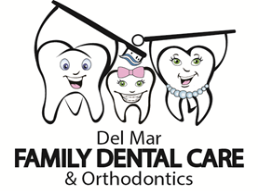 Del Mar
FAMILY DENTAL CARE
& Orthodontics